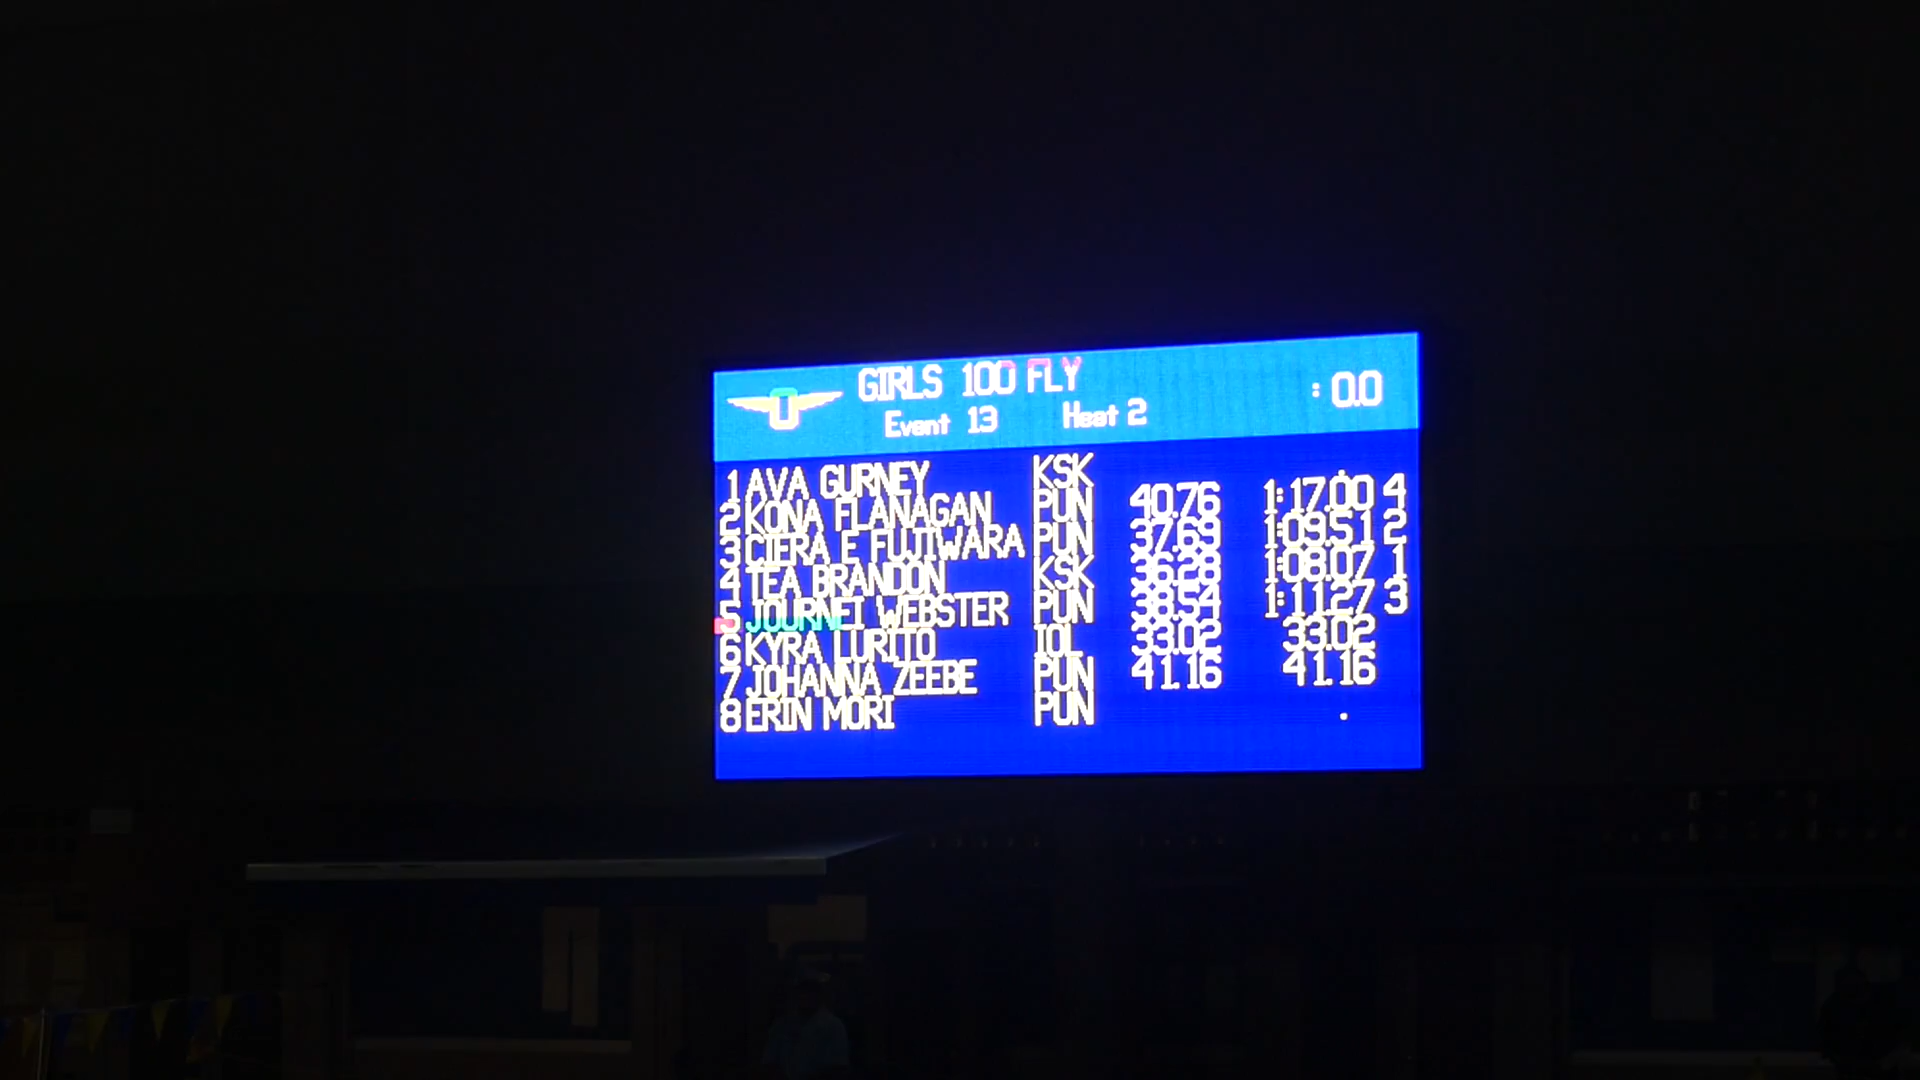 GIRLS 100 FLY : 0.0
Event 13 Heat 2
1 AVA GURNEY KSK .
2 KONA FLANAGAN PUN 40.76 1:17.00 4
3 CIERA E FUJIWARA PUN 37.69 1:09.51 2
4 TEA BRANDON KSK 36.28 1:08.07 1
5 JOURNEI WEBSTER PUN 38.54 1:11.27 3
6 KYRA LURITO IOL 33.02 33.02
7 JOHANNA ZEEBE PUN 41.16 41.16
8 ERIN MORI PUN .